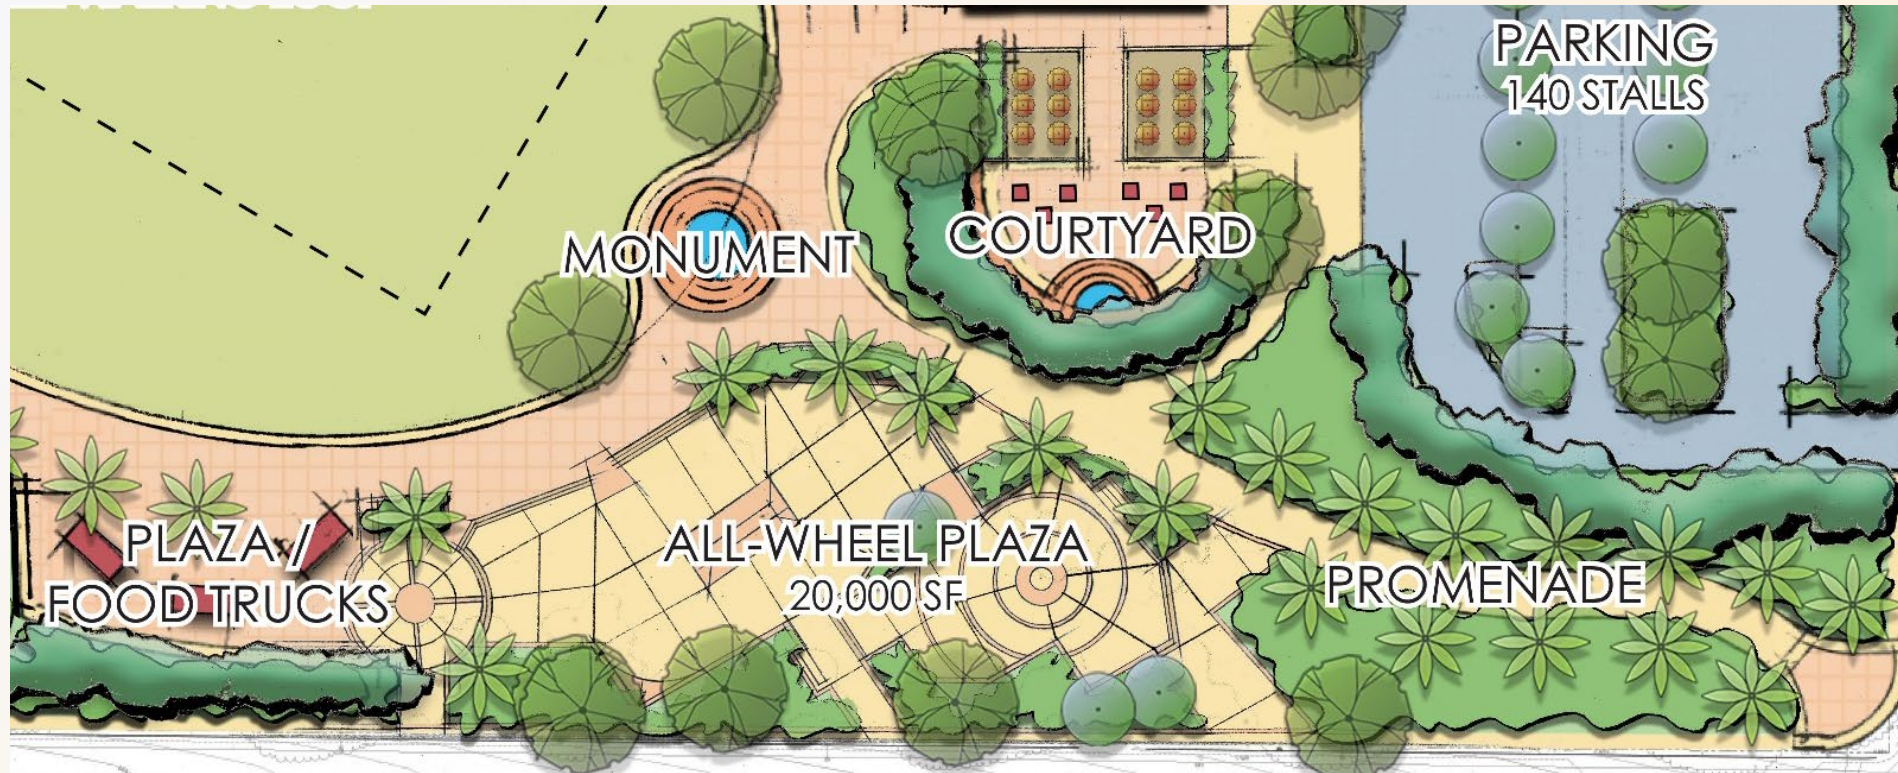 PARKING
140 STALLS
MONUMENT
COURTYARD
PLAZA /
FOOD TRUCKS
ALL-WHEEL PLAZA
20,000 SF
PROMENADE